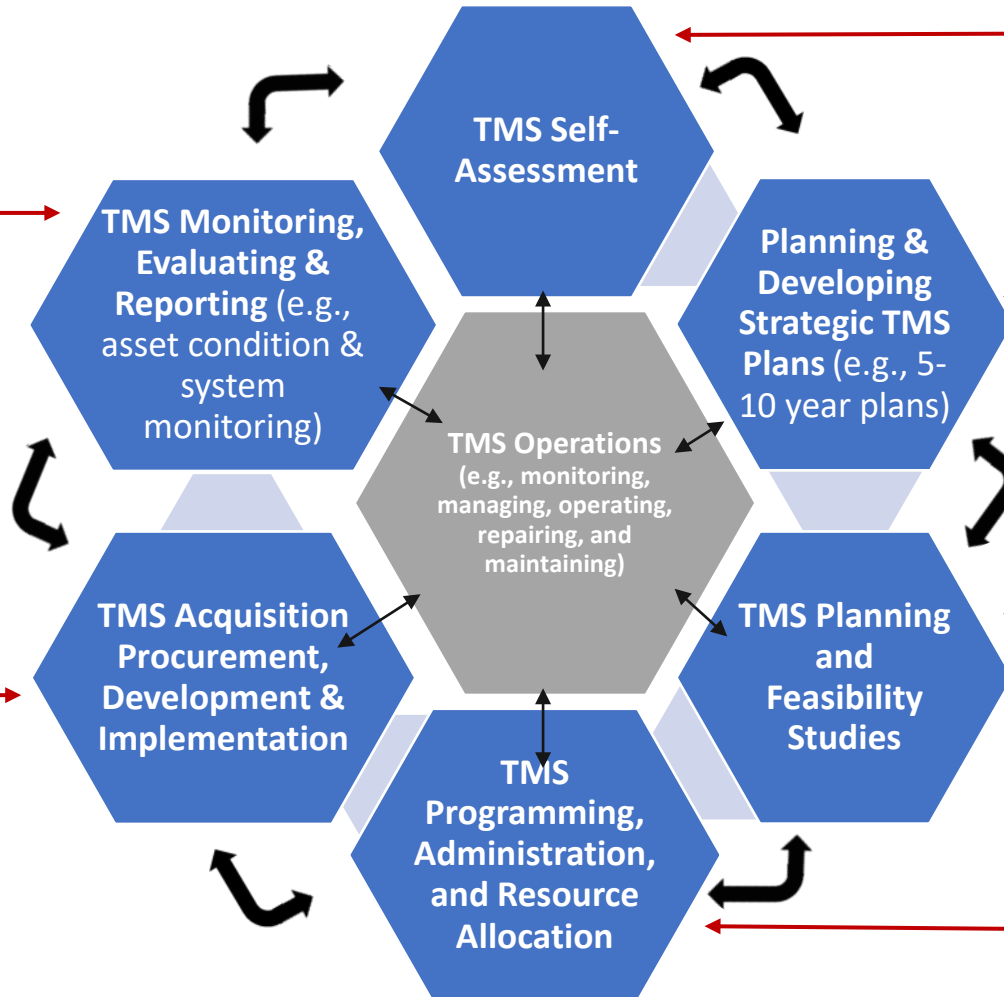 TMS Self-
Assessment
TMS Monitoring,
Evaluating &
Reporting (e.g.,
asset condition &
system
monitoring)
Planning &
Developing
Strategic TMS
Plans (e.g., 5-
10 year plans)
TMS Operations
(e.g., monitoring,
managing, operating,
repairing, and
maintaining)
TMS Acquisition
Procurement,
Development &
Implementation
TMS Planning
and
Feasibility
Studies
TMS
Programming,
Administration,
and Resource
Allocation